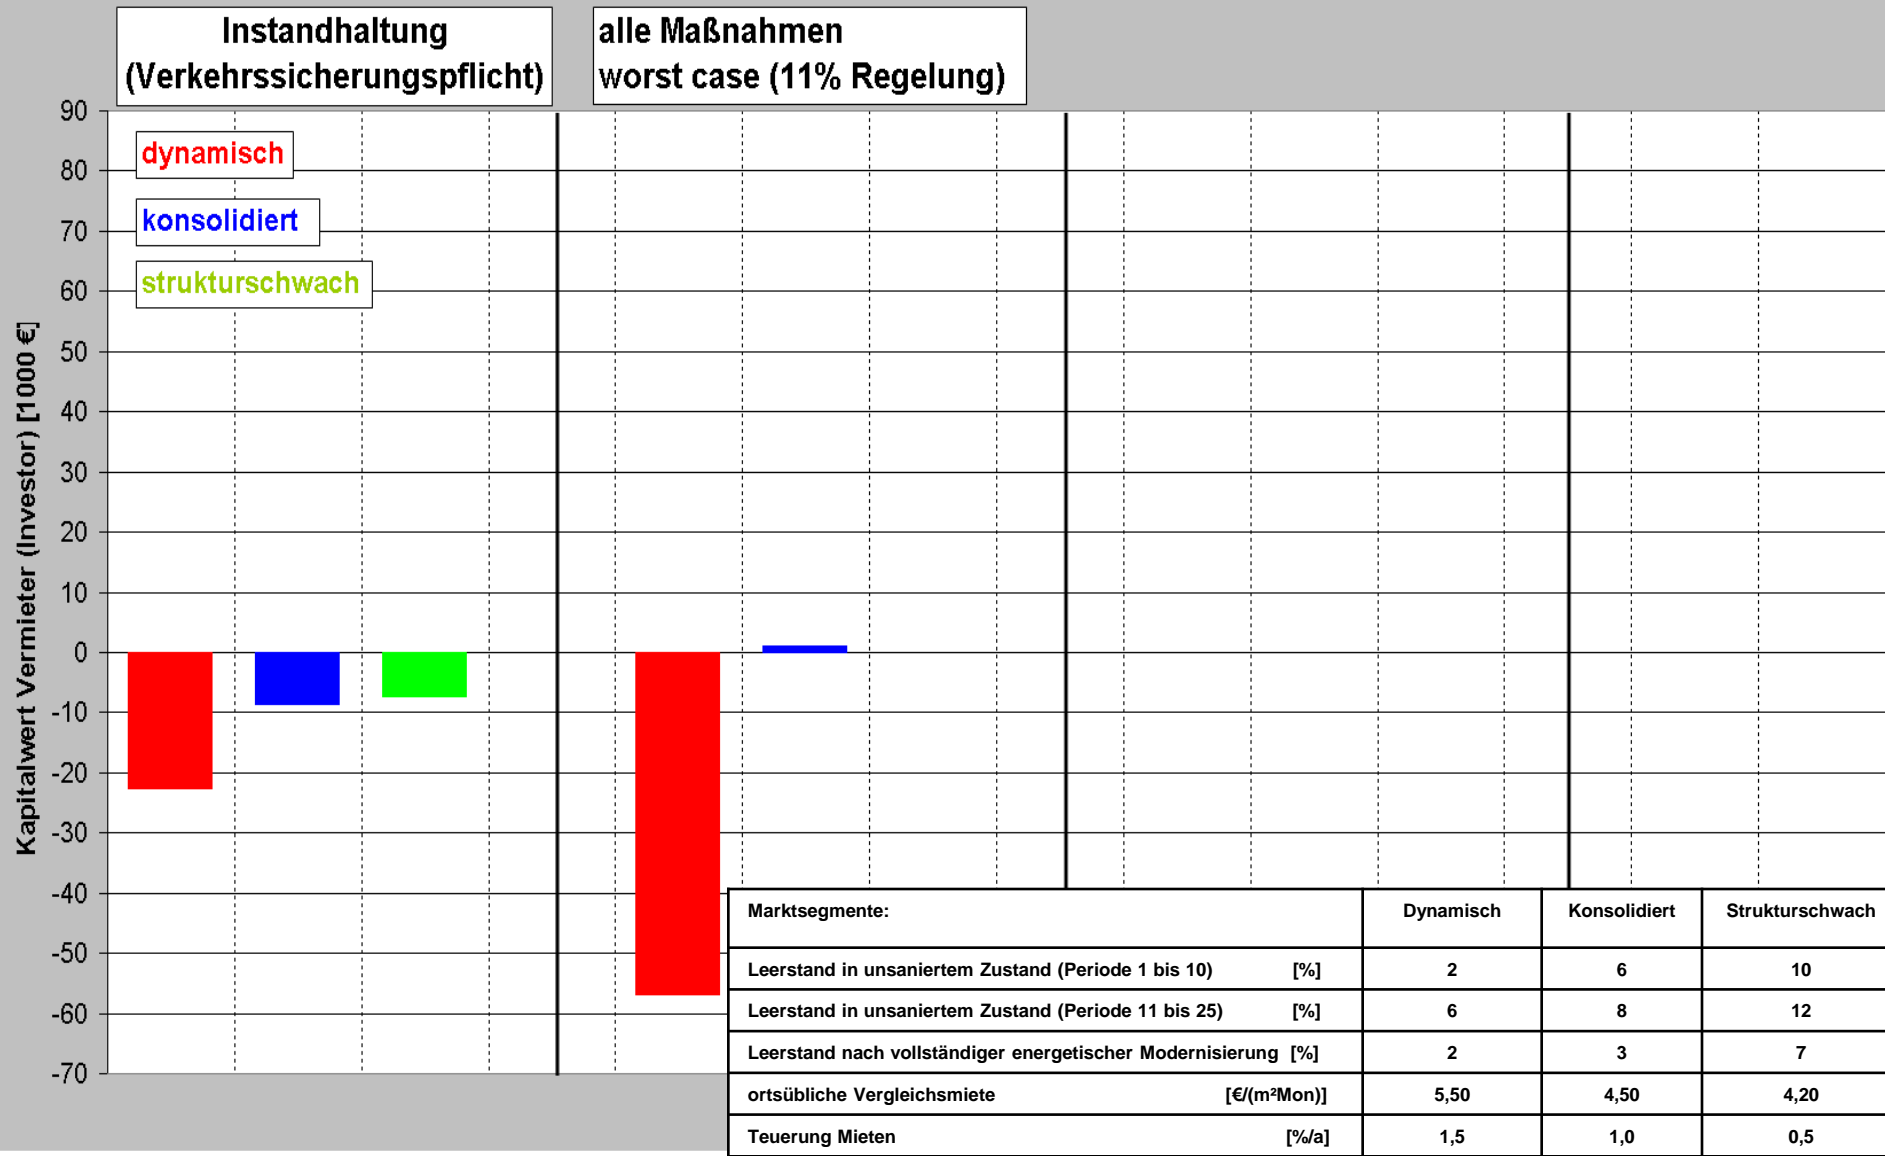 Instandhaltung
(Verkehrssicherungspflicht)
alle Maßnahmen
worst case (11% Regelung)
dynamisch
konsolidiert
strukturschwach
Kapitalwert Vermieter (Investor) [1000 €]
90
80
70
60
50
40
30
20
10
0
-10
-20
-30
-40
-50
-60
-70
Marktsegmente: Dynamisch Konsolidiert Strukturschwach
Leerstand in unsaniertem Zustand (Periode 1 bis 10) [%] 2 6 10
Leerstand in unsaniertem Zustand (Periode 11 bis 25) [%] 6 8 12
Leerstand nach vollständiger energetischer Modernisierung [%] 2 3 7
ortsübliche Vergleichsmiete [€/(m²Mon)] 5,50 4,50 4,20
Teuerung Mieten [%/a] 1,5 1,0 0,5